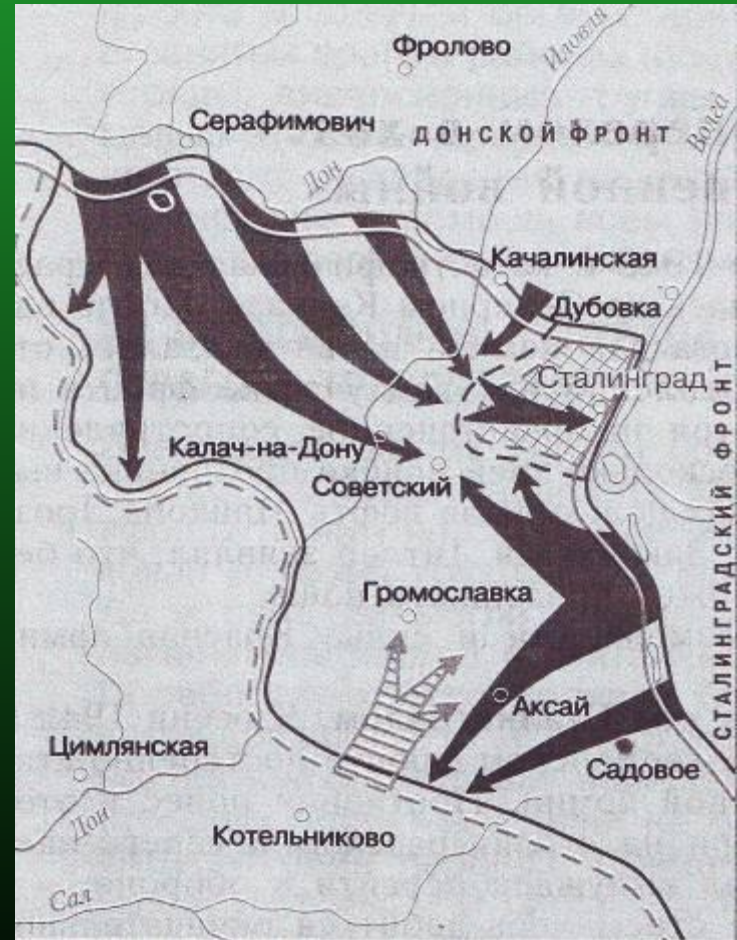 Фролово
Иловля
Серафимович
ДОНСКОЙ ФРОНТ
Волга
Дон
Качалинская
Дубовка
Сталинград
Калач-на-Дону
Советский
СТАЛИНГРАДСКИЙ ФРОНТ
Громославка
Аксай
Цимлянская
Садовое
Дон
Котельниково
Сал